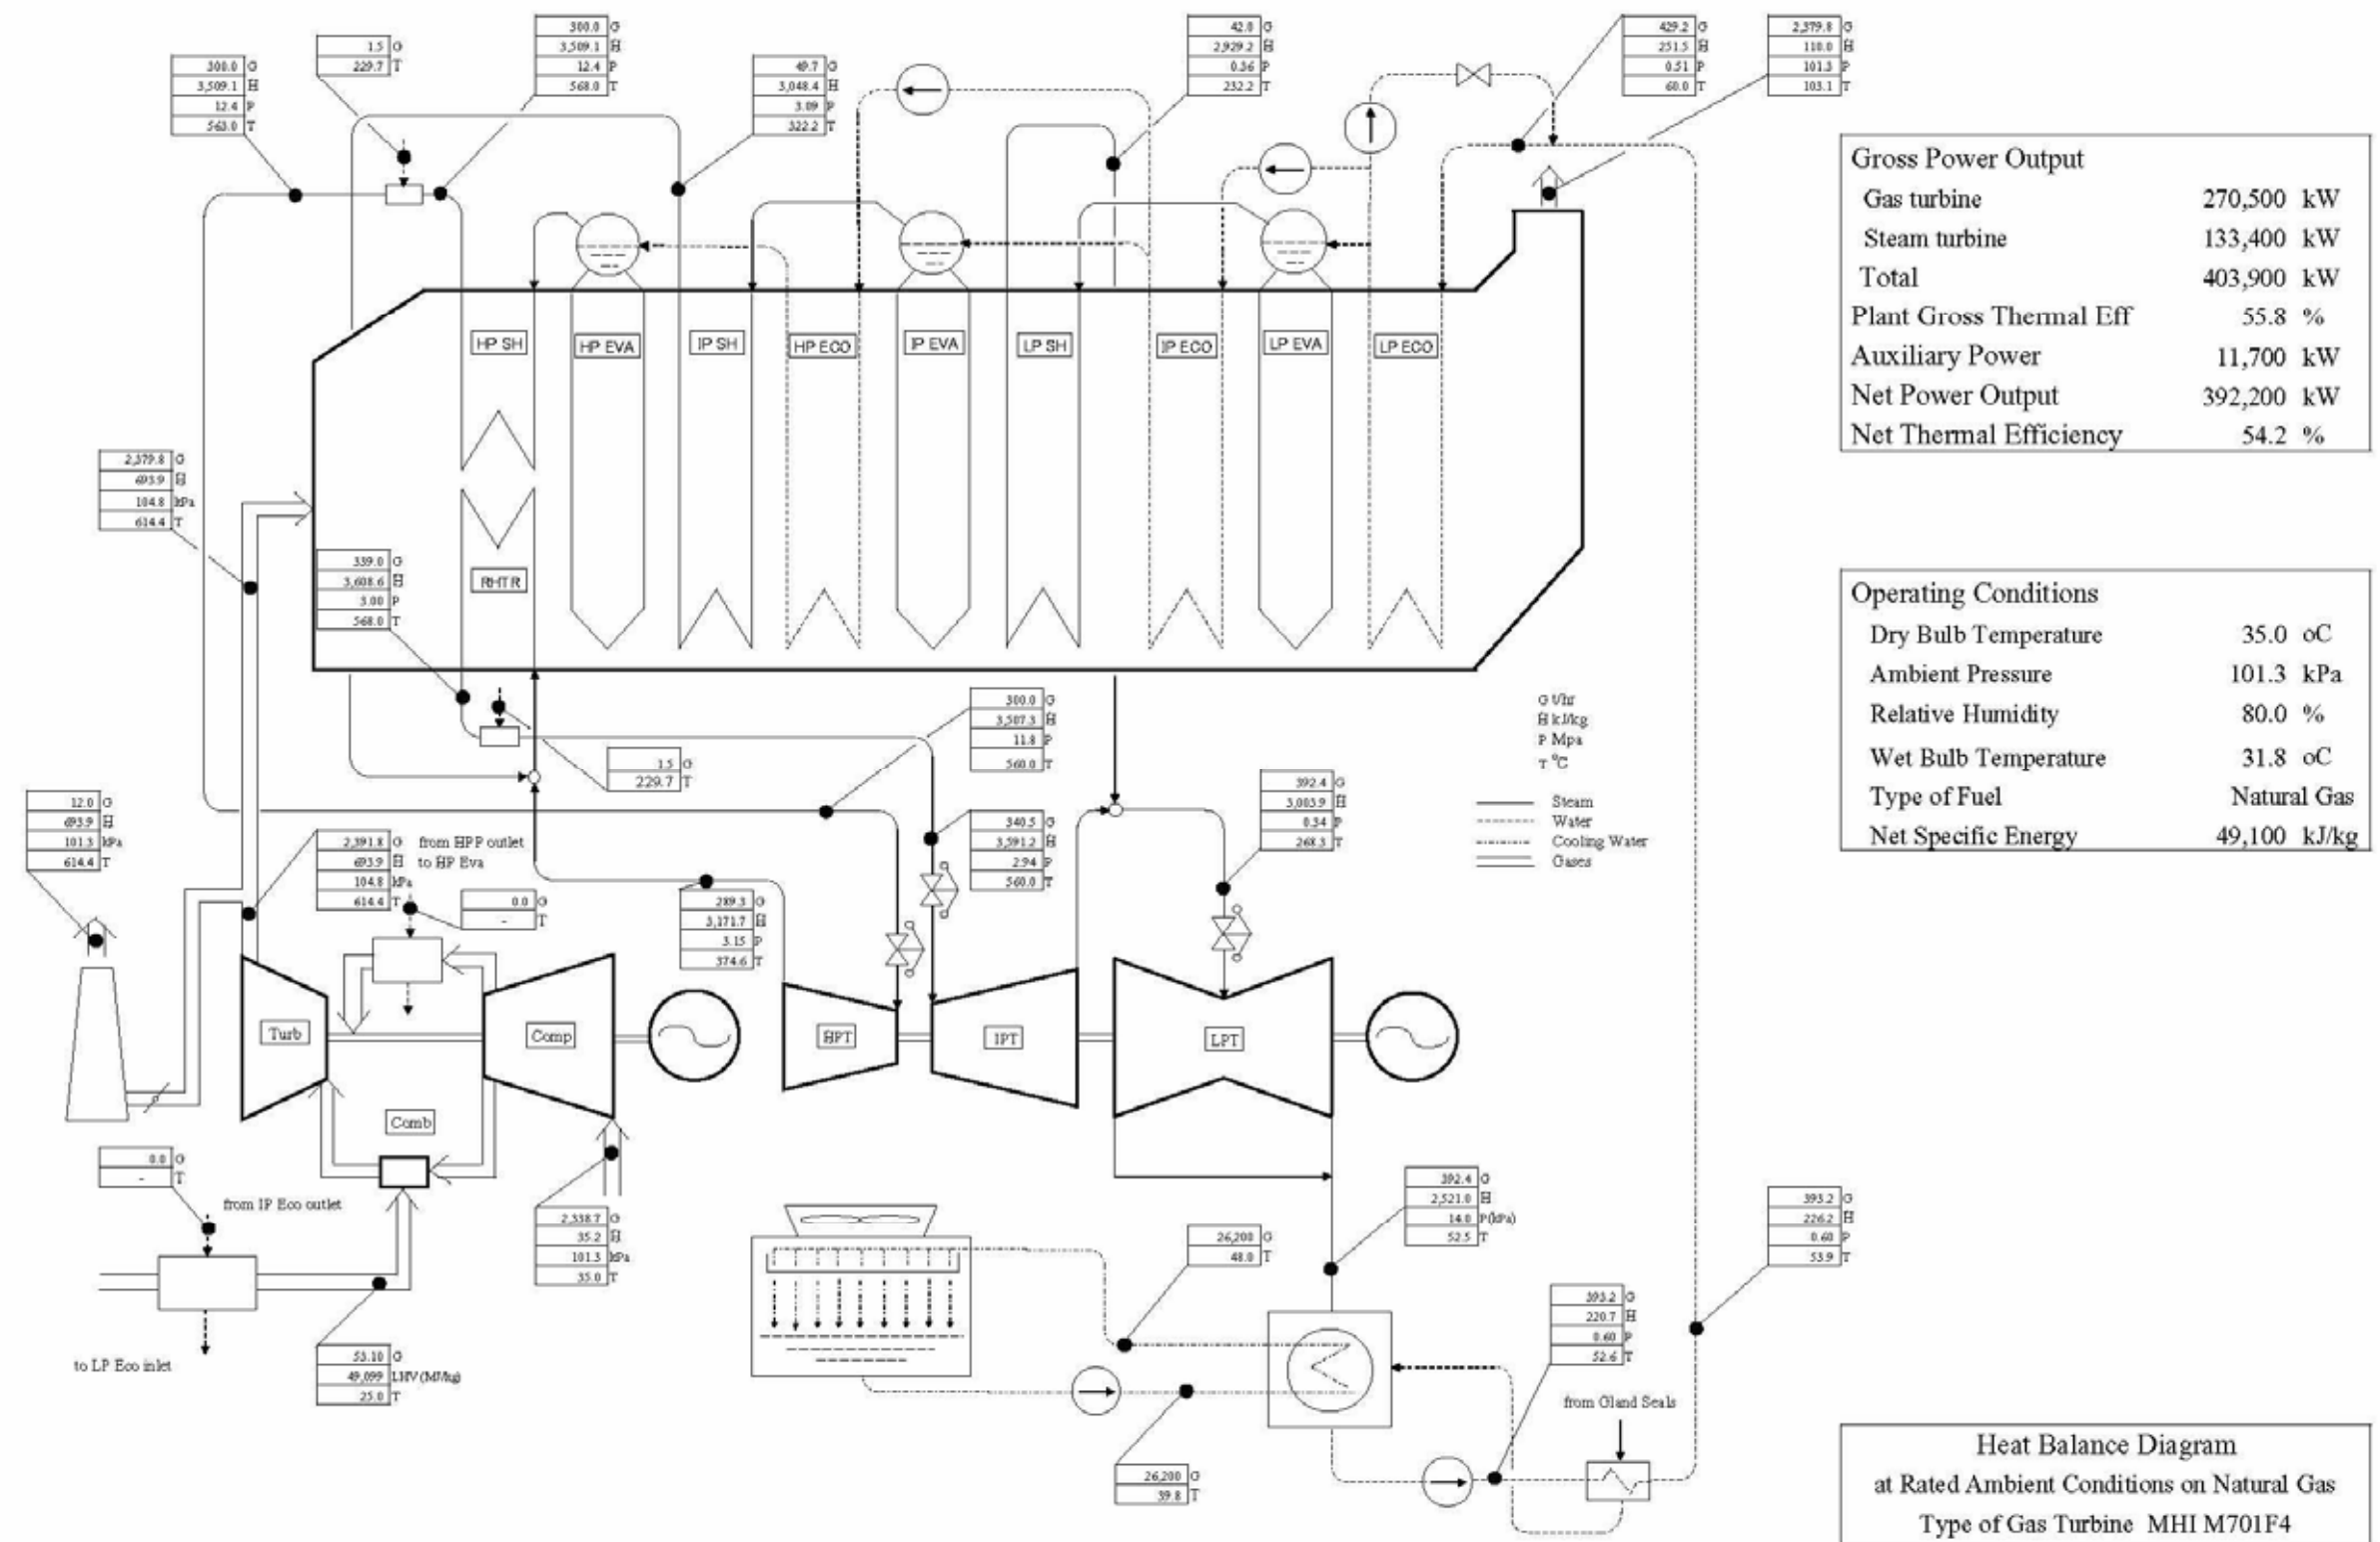 300.0 G
3,509.1 H
12.4 P
563.0 T
1.5 G
229.7 T
300.0 G
3,509.1 H
12.4 P
568.0 T
49.7 G
3,048.4 H
3.09 P
322.2 T
42.0 G
2,929.2 H
0.36 P
232.2 T
429.2 G
251.5 H
0.51 P
60.0 T
2,379.8 G
110.0 H
101.3 P
103.1 T
Gross Power Output
Gas turbine 270,500 kW
Steam turbine 133,400 kW
Total 403,900 kW
Plant Gross Thermal Eff 55.8 %
Auxiliary Power 11,700 kW
Net Power Output 392,200 kW
Net Thermal Efficiency 54.2 %
HP SH
HP EVA
IP SH
HP ECO
IP EVA
LP SH
IP ECO
LP EVA
LP ECO
2,379.8 G
693.9 H
104.8 kPa
614.4 T
339.0 G
3,608.6 H
3.00 P
568.0 T
RHTR
Operating Conditions
Dry Bulb Temperature 35.0 oC
Ambient Pressure 101.3 kPa
Relative Humidity 80.0 %
Wet Bulb Temperature 31.8 oC
Type of Fuel Natural Gas
Net Specific Energy 49,100 kJ/kg
G t/hr
H kJ/kg
P Mpa
T °C
Steam
Water
Cooling Water
Gases
300.0 G
3,507.3 H
11.8 P
560.0 T
1.5 G
229.7 T
392.4 G
3,003.9 H
0.34 P
268.3 T
12.0 G
693.9 H
101.3 kPa
614.4 T
2,391.8 G
693.9 H
104.8 kPa
614.4 T
from HPP outlet
to HP Eva
0.0 G
- T
340.5 G
3,591.2 H
2.94 P
560.0 T
289.3 G
3,171.7 H
3.15 P
374.6 T
Turb
Comp
HPT
IPT
LPT
Comb
0.0 G
- T
from IP Eco outlet
to LP Eco inlet
53.10 G
49,099 LHV(MJ/kg)
25.0 T
2,338.7 G
35.2 H
101.3 kPa
35.0 T
26,200 G
48.0 T
392.4 G
2,521.0 H
14.0 P(kPa)
52.5 T
393.2 G
226.2 H
0.60 P
53.9 T
393.2 G
220.7 H
0.60 P
52.6 T
from Gland Seals
26,200 G
39.8 T
Heat Balance Diagram
at Rated Ambient Conditions on Natural Gas
Type of Gas Turbine MHI M701F4